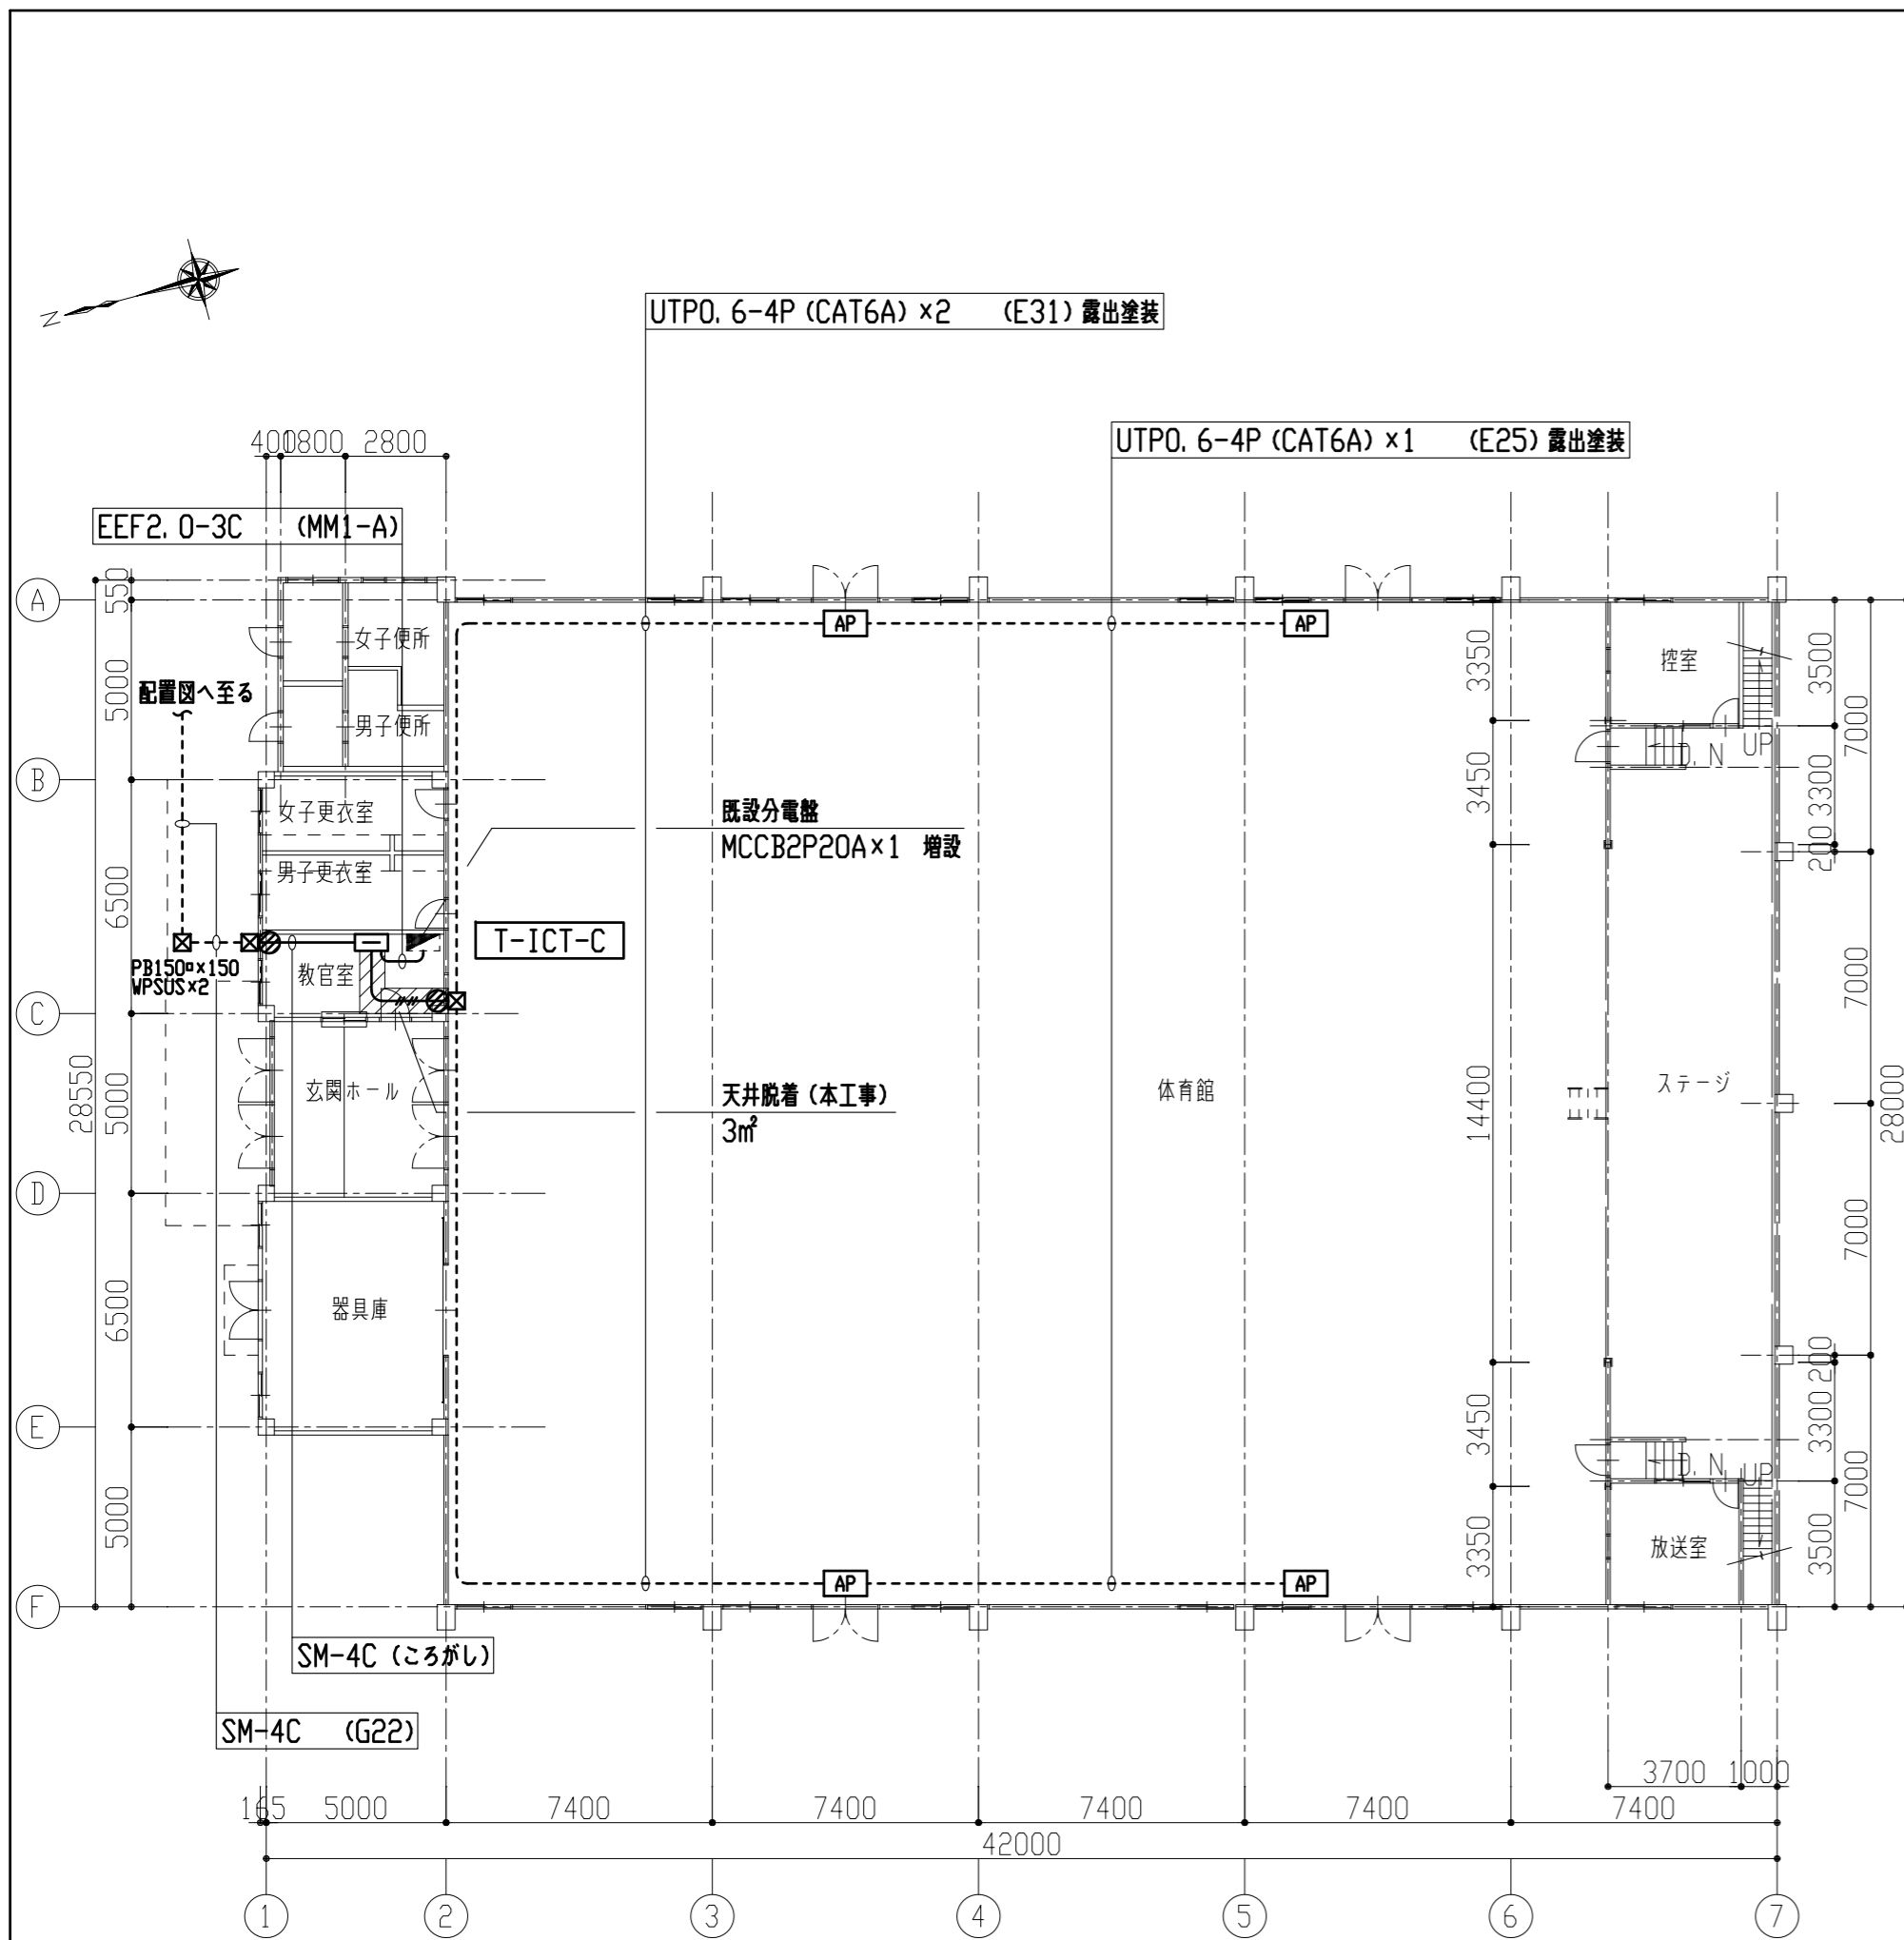 N
UTP0.6-4P (CAT6A) ×2 (E31) 露出塗装
UTP0.6-4P (CAT6A) ×1 (E25) 露出塗装
400 1800 2800
EEF2.0-3C (MM1-A)
A
550
AP
AP
女子便所
控室
3350
3500
5000
配置図へ至る
男子便所
7000
D.N UP
B
3450
3300
女子更衣室
既設分電盤
MCCB2P20A×1 増設
200
男子更衣室
6500
T-ICT-C
PB150□×150
WPSUS×2
教官室
7000
C
28550
5000
玄関ホール
天井脱着（本工事）
3㎡
体育館
ステージ
14400
28000
D
7000
6500
器具庫
200
E
3450
3300
D.N UP
7000
5000
3350
放送室
3500
AP
AP
F
SM-4C (ころがし)
SM-4C (G22)
3700 1000
165 5000 7400 7400 7400 7400 7400
42000
1 2 3 4 5 6 7